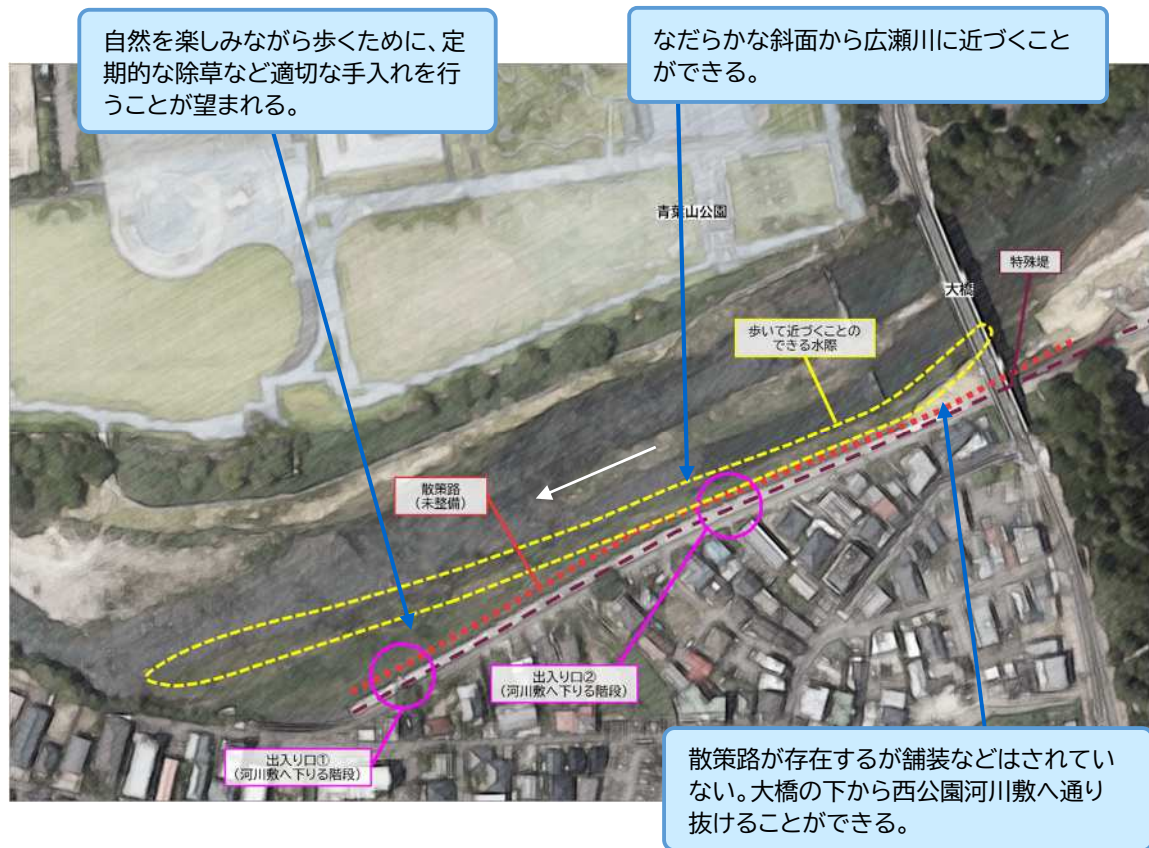 自然を楽しみながら歩くために、定
期的な除草など適切な手入れを行
うことが望まれる。
なだらかな斜面から広瀬川に近づくこと
ができる。
青葉山公園
特殊堤
大橋
歩いて近づくことの
できる水際
散策路
（未整備）
出入り口②
（河川敷へ下りる階段）
出入り口①
（河川敷へ下りる階段）
散策路が存在するが舗装などはされてい
ない。大橋の下から西公園河川敷へ通り
抜けることができる。